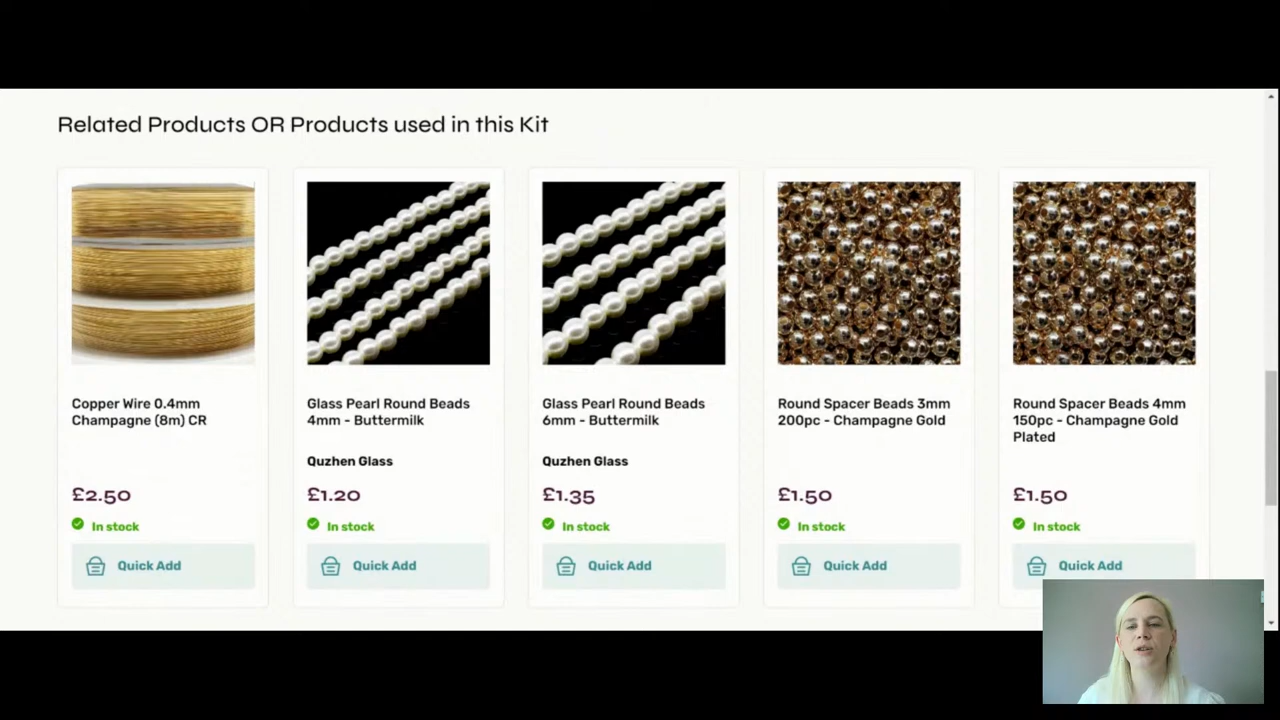 Related Products OR Products used in this Kit
Copper Wire 0.4mm
Champagne (8m) CR
£2.50
In stock
Quick Add
Glass Pearl Round Beads
4mm - Buttermilk
Quzhen Glass
£1.20
In stock
Quick Add
Glass Pearl Round Beads
6mm - Buttermilk
Quzhen Glass
£1.35
In stock
Quick Add
Round Spacer Beads 3mm
200pc - Champagne Gold
£1.50
In stock
Quick Add
Round Spacer Beads 4mm
150pc - Champagne Gold
Plated
£1.50
In stock
Quick Add